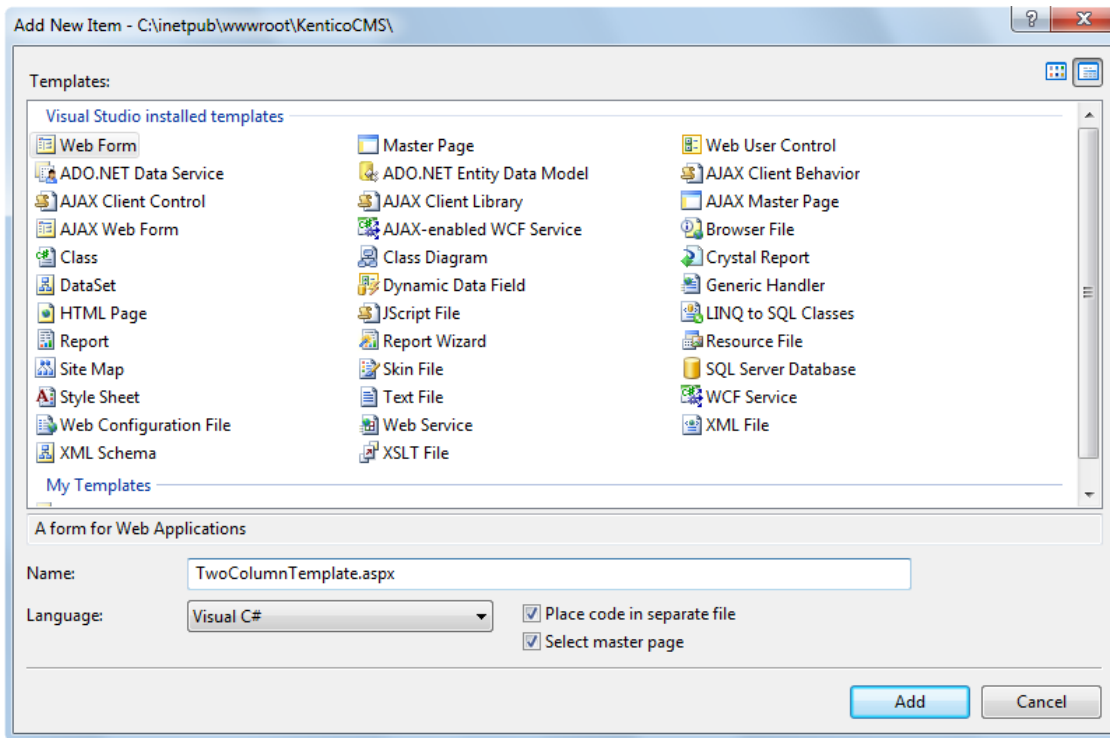 Add New Item - C:\inetpub\wwwroot\KenticoCMS\
Templates:
Visual Studio installed templates
Web Form Master Page Web User Control
ADO.NET Data Service ADO.NET Entity Data Model AJAX Client Behavior
AJAX Client Control AJAX Client Library AJAX Master Page
AJAX Web Form AJAX-enabled WCF Service Browser File
Class Class Diagram Crystal Report
DataSet Dynamic Data Field Generic Handler
HTML Page JScript File LINQ to SQL Classes
Report Report Wizard Resource File
Site Map Skin File SQL Server Database
Style Sheet Text File WCF Service
Web Configuration File Web Service XML File
XML Schema XSLT File
My Templates
A form for Web Applications
Name: TwoColumnTemplate.aspx
Language: Visual C# Place code in separate file
Select master page
Add Cancel